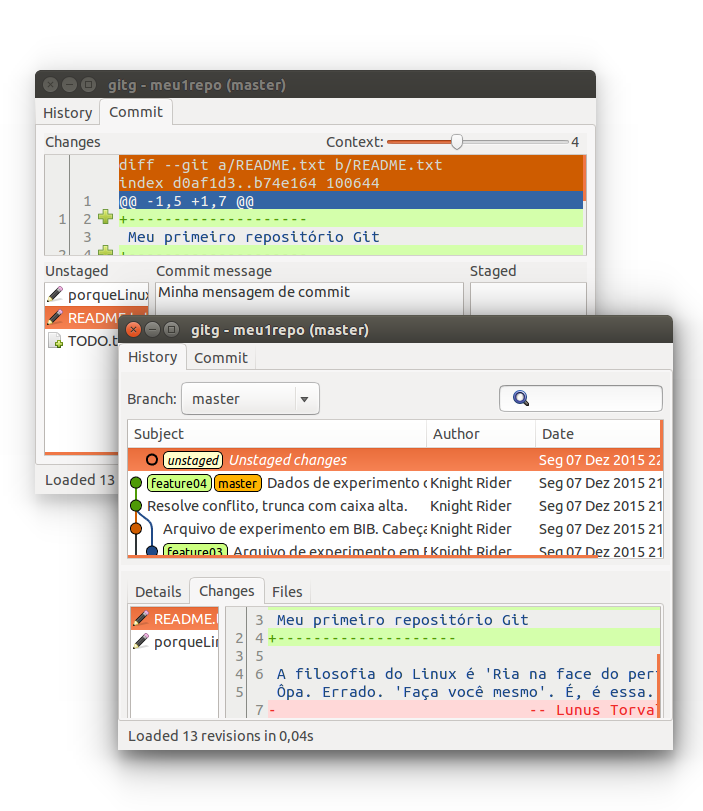 gitg - meu1repo (master)
History Commit
Changes Context: 4
diff --git a/README.txt b/README.txt
index d0af1d3..b74e164 100644
1 @@ -1,5 +1,7 @@
1 2 +--------------------
3 Meu primeiro repositório Git
2 4
Unstaged Commit message Staged
porqueLinux Minha mensagem de commit
README.txt
TODO.t
Loaded 13
gitg - meu1repo (master)
History Commit
Branch: master
Subject Author Date
unstaged Unstaged changes Seg 07 Dez 2015 22
feature04 master Dados de experimento Knight Rider Seg 07 Dez 2015 21
Resolve conflito, trunca com caixa alta. Knight Rider Seg 07 Dez 2015 21
Arquivo de experimento em BIB. Cabeça Knight Rider Seg 07 Dez 2015 21
feature03 Arquivo de experimento em Knight Rider Seg 07 Dez 2015 21
Details Changes Files
README. 3 Meu primeiro repositório Git
porqueLin 2 4 +--------------------
3 5
4 6 A filosofia do Linux é 'Ria na face do per
5 Ôpa. Errado. 'Faça você mesmo'. É, é essa.
7 - -- Lunus Torval
Loaded 13 revisions in 0,04s